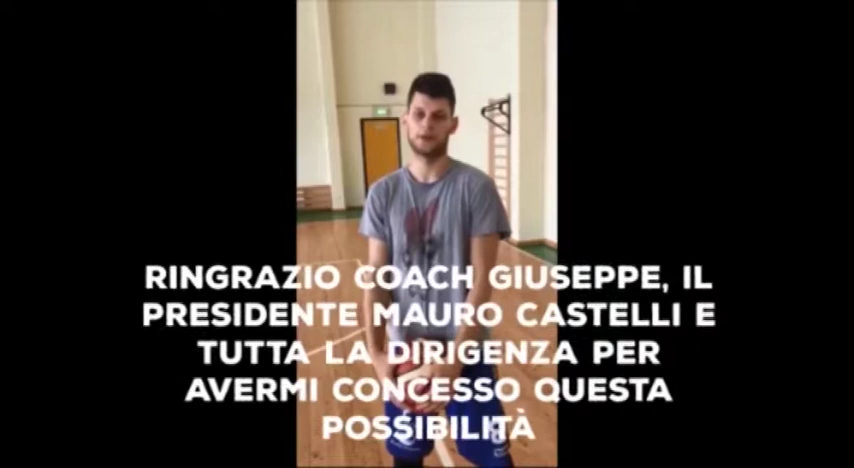 RINGRAZIO COACH GIUSEPPE, IL
PRESIDENTE MAURO CASTELLI E
TUTTA LA DIRIGENZA PER
AVERMI CONCESSO QUESTA
POSSIBILITÀ